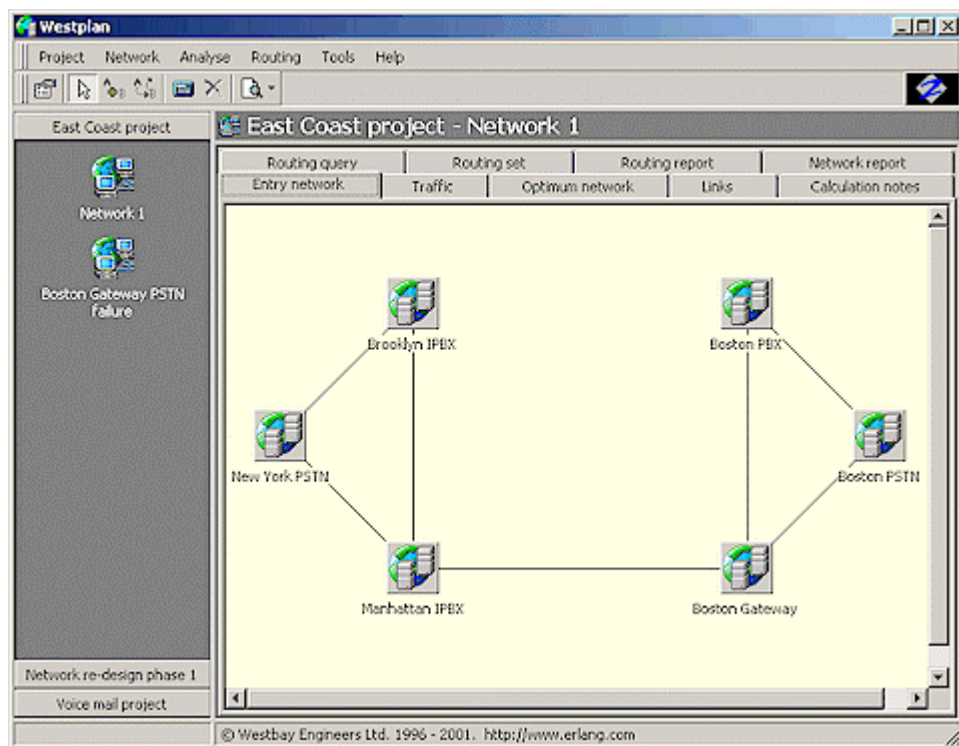 Westplan
Project Network Analyse Routing Tools Help
East Coast project
Network 1
Boston Gateway PSTN
failure
Network re-design phase 1
Voice mail project
East Coast project - Network 1
Routing query Routing set Routing report Network report
Entry network Traffic Optimum network Links Calculation notes
Brooklyn IPBX
Boston PBX
New York PSTN
Boston PSTN
Manhattan IPBX
Boston Gateway
© Westbay Engineers Ltd. 1996 - 2001. http://www.erlang.com